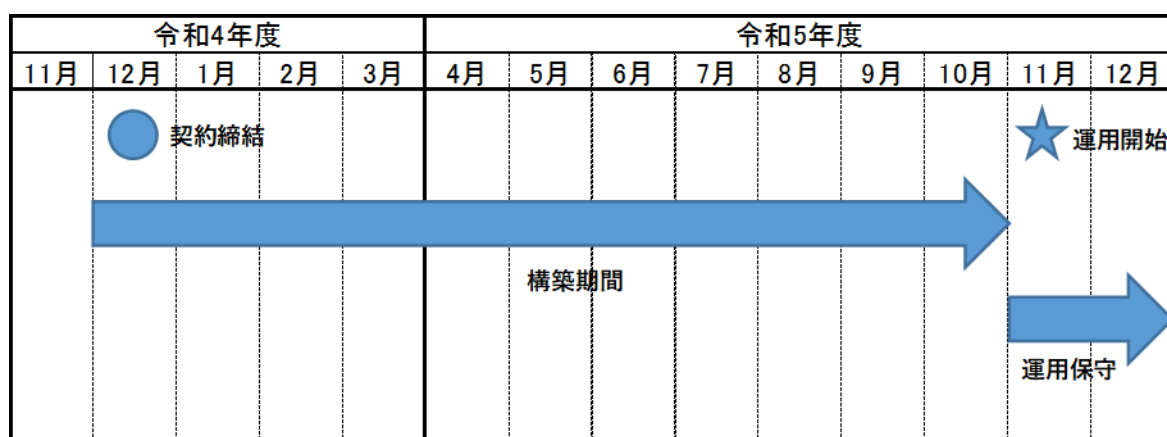 令和4年度 令和5年度
11月 12月 1月 2月 3月 4月 5月 6月 7月 8月 9月 10月 11月 12月
契約締結 運用開始
構築期間
運用保守